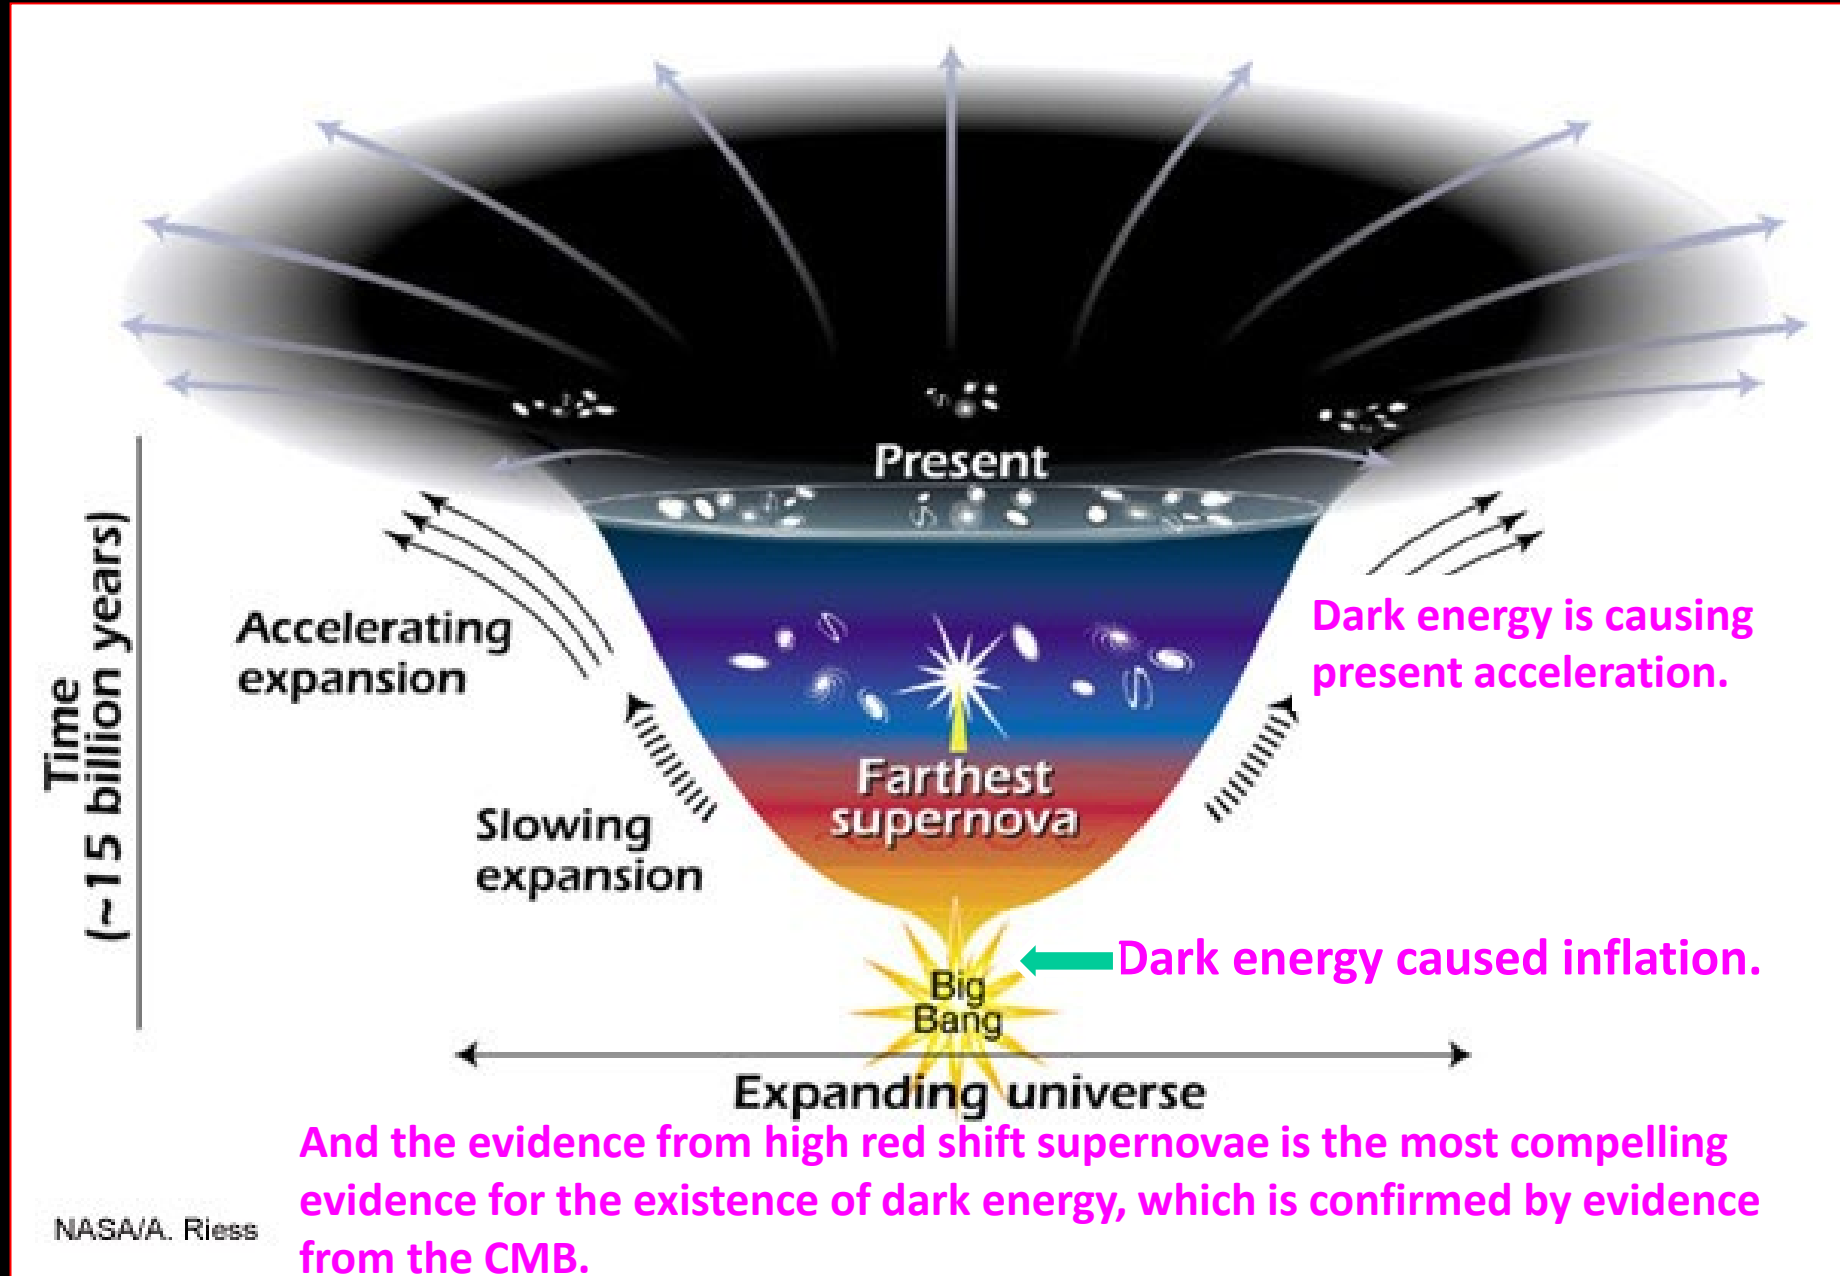 Present
Time
(~15 billion years)
Accelerating
expansion
Dark energy is causing
present acceleration.
Farthest
supernova
Slowing
expansion
Dark energy caused inflation.
Big
Bang
Expanding universe
And the evidence from high red shift supernovae is the most compelling
evidence for the existence of dark energy, which is confirmed by evidence
from the CMB.
NASA/A. Riess